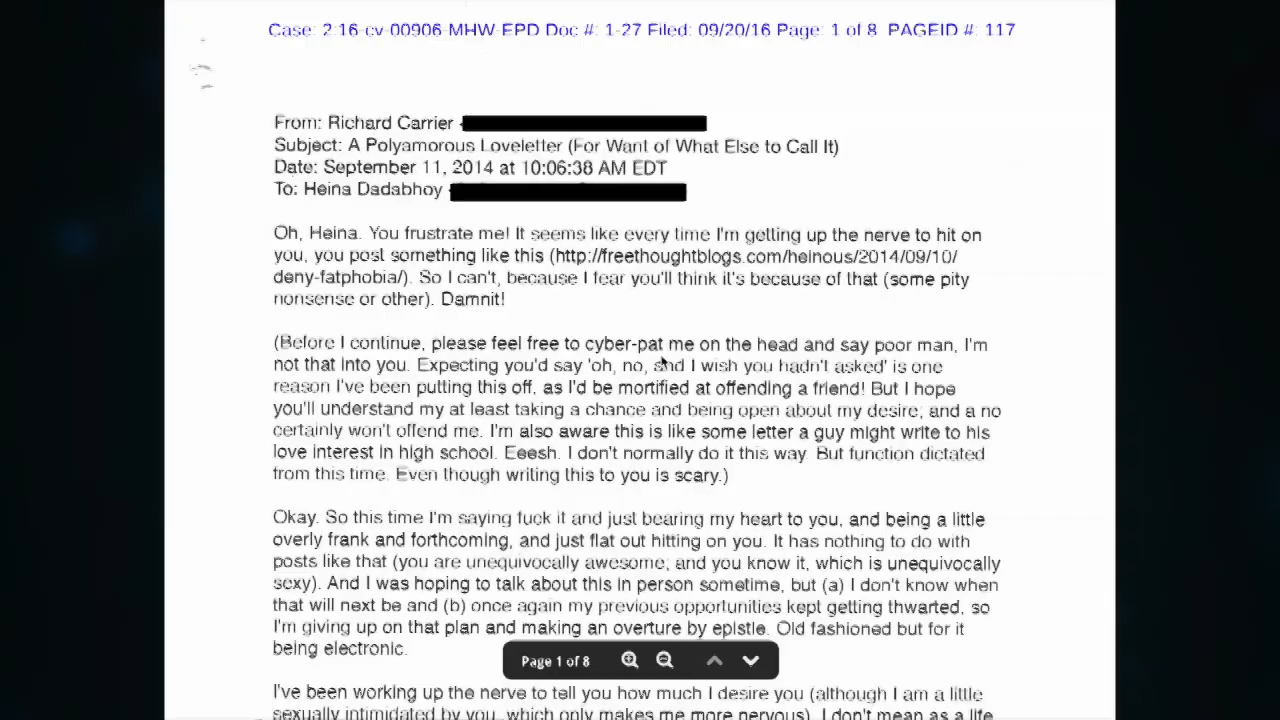 Case: 2:16-cv-00906-MHW-EPD Doc #: 1-27 Filed: 09/20/16 Page: 1 of 8 PAGEID #: 117
From: Richard Carrier
Subject: A Polyamorous Loveletter (For Want of What Else to Call It)
Date: September 11, 2014 at 10:06:38 AM EDT
To: Heina Dadabhoy
Oh, Heina. You frustrate me! It seems like every time I'm getting up the nerve to hit on
you, you post something like this (http://freethoughtblogs.com/heinous/2014/09/10/
deny-fatphobia/). So I can't, because I fear you'll think it's because of that (some pity
nonsense or other). Damnit!
(Before I continue, please feel free to cyber-pat me on the head and say poor man, I'm
not that into you. Expecting you'd say 'oh, no, and I wish you hadn't asked' is one
reason I've been putting this off, as I'd be mortified at offending a friend! But I hope
you'll understand my at least taking a chance and being open about my desire; and a no
certainly won't offend me. I'm also aware this is like some letter a guy might write to his
love interest in high school. Eeesh. I don't normally do it this way. But function dictated
from this time. Even though writing this to you is scary.)
Okay. So this time I'm saying fuck it and just bearing my heart to you, and being a little
overly frank and forthcoming, and just flat out hitting on you. It has nothing to do with
posts like that (you are unequivocally awesome; and you know it, which is unequivocally
sexy). And I was hoping to talk about this in person sometime, but (a) I don't know when
that will next be and (b) once again my previous opportunities kept getting thwarted, so
I'm giving up on that plan and making an overture by epistle. Old fashioned but for it
being electronic.
Page 1 of 8
I've been working up the nerve to tell you how much I desire you (although I am a little
sexually intimidated by you, which only makes me more nervous). I don't mean as a life